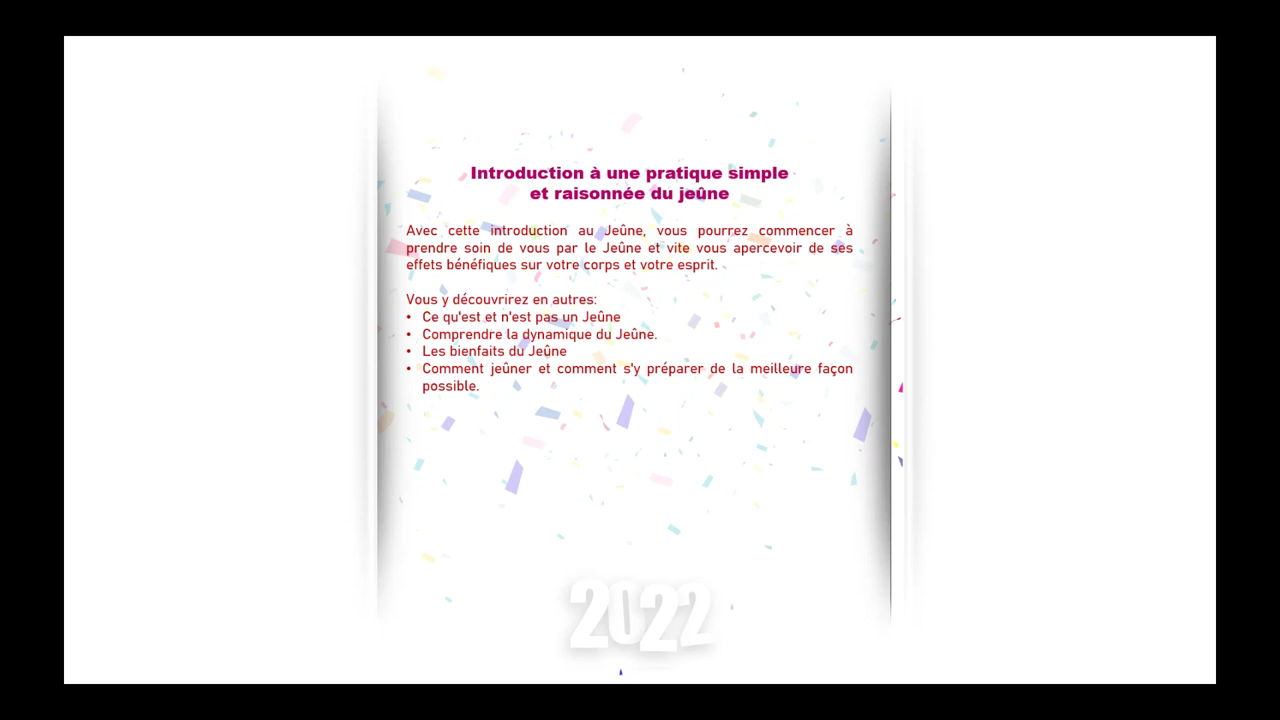 Introduction à une pratique simple
et raisonnée du jeûne
Avec cette introduction au Jeûne, vous pourrez commencer à
prendre soin de vous par le Jeûne et vite vous apercevoir de ses
effets bénéfiques sur votre corps et votre esprit.
Vous y découvrirez en autres:
• Ce qu'est et n'est pas un Jeûne
• Comprendre la dynamique du Jeûne.
• Les bienfaits du Jeûne
• Comment jeûner et comment s'y préparer de la meilleure façon
possible.
2022